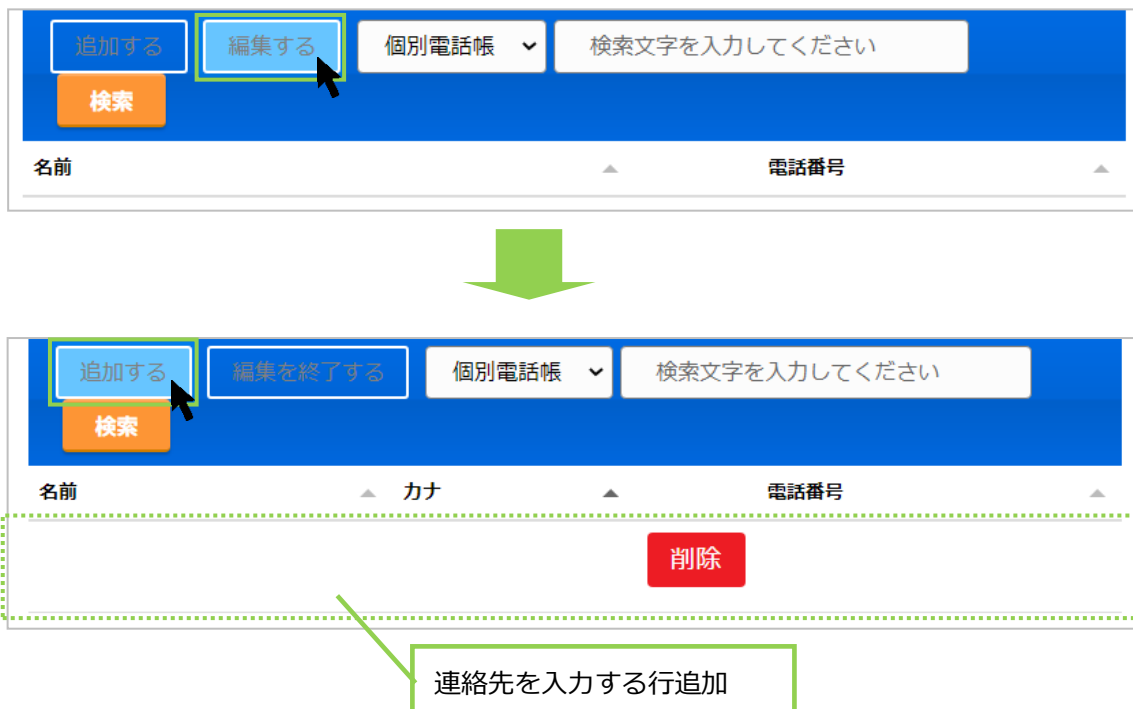 追加する 編集する 個別電話帳 検索文字を入力してください
検索
名前 電話番号
追加する 編集を終了する 個別電話帳 検索文字を入力してください
検索
名前 カナ 電話番号
削除
連絡先を入力する行追加